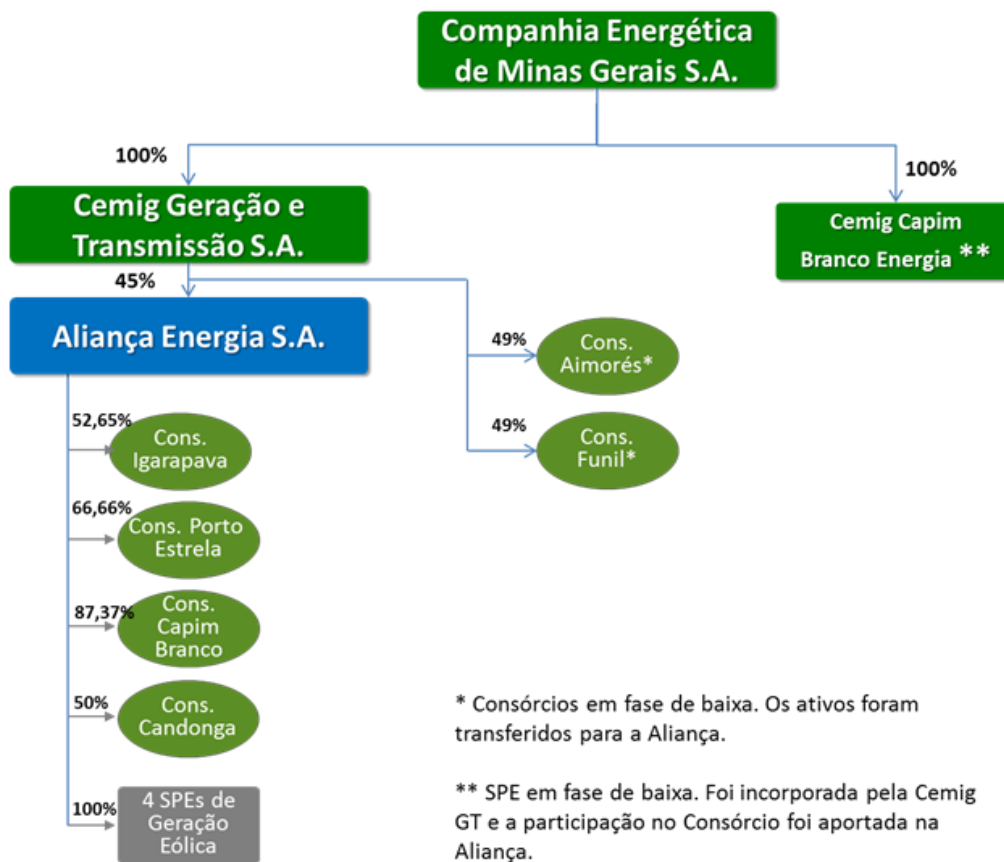 Companhia Energética
de Minas Gerais S.A.
100%
100%
Cemig Geração e
Transmissão S.A.
Cemig Capim
Branco Energia **
45%
Aliança Energia S.A.
49%
Cons.
Aimorés*
49%
Cons.
Funil*
52,65%
Cons.
Igarapava
66,66%
Cons. Porto
Estrela
87,37%
Cons.
Capim
Branco
50%
Cons.
Candonga
100%
4 SPEs de
Geração
Eólica
* Consórcios em fase de baixa. Os ativos foram
transferidos para a Aliança.
** SPE em fase de baixa. Foi incorporada pela Cemig
GT e a participação no Consórcio foi aportada na
Aliança.